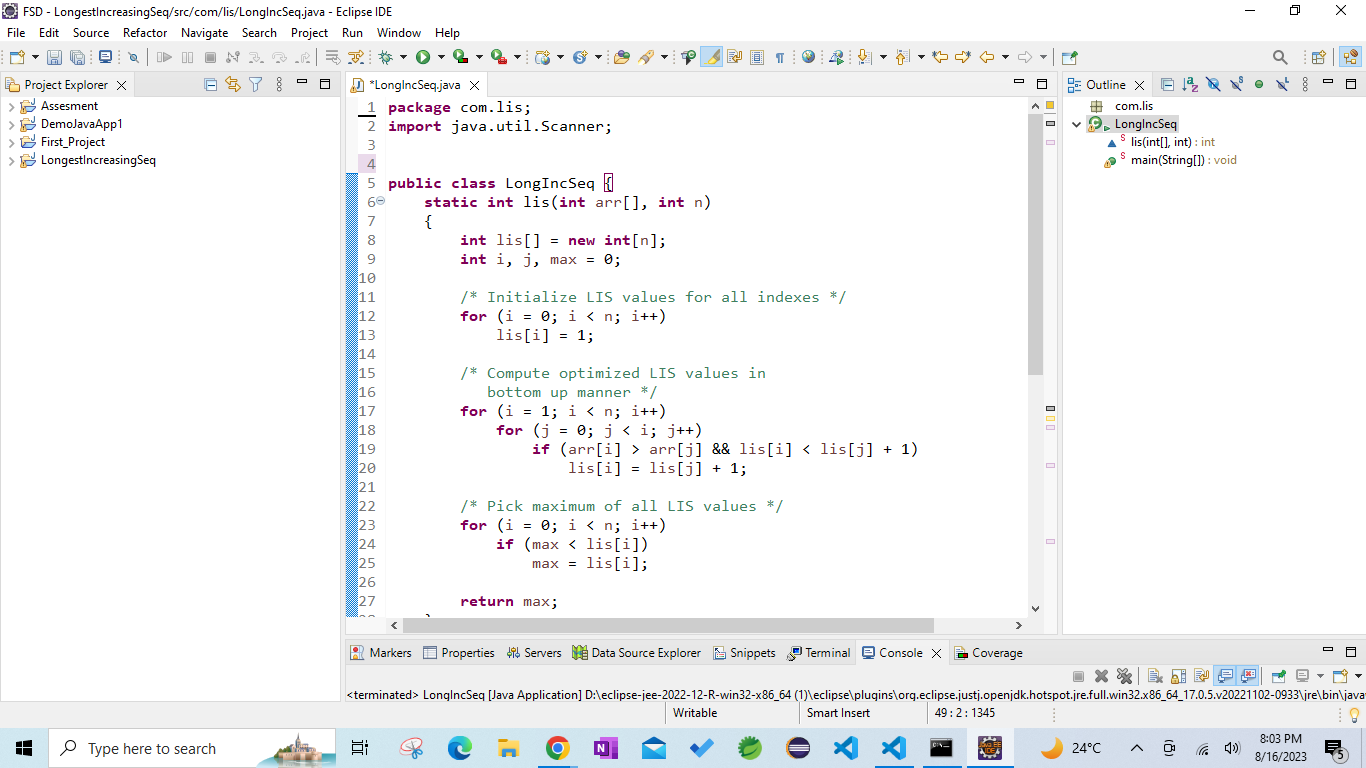 FSD - LongestIncreasingSeq/src/com/lis/LongIncSeq.java - Eclipse IDE
File Edit Source Refactor Navigate Search Project Run Window Help
Project Explorer
Assesment
DemoJavaApp1
First_Project
LongestIncreasingSeq
*LongIncSeq.java
1 package com.lis;
2 import java.util.Scanner;
3
4
5 public class LongIncSeq {
6 static int lis(int arr[], int n)
7 {
8 int lis[] = new int[n];
9 int i, j, max = 0;
10
11 /* Initialize LIS values for all indexes */
12 for (i = 0; i < n; i++)
13 lis[i] = 1;
14
15 /* Compute optimized LIS values in
16 bottom up manner */
17 for (i = 1; i < n; i++)
18 for (j = 0; j < i; j++)
19 if (arr[i] > arr[j] && lis[i] < lis[j] + 1)
20 lis[i] = lis[j] + 1;
21
22 /* Pick maximum of all LIS values */
23 for (i = 0; i < n; i++)
24 if (max < lis[i])
25 max = lis[i];
26
27 return max;
Outline
com.lis
LongIncSeq
lis(int[], int) : int
main(String[]) : void
Markers Properties Servers Data Source Explorer Snippets Terminal Console Coverage
<terminated> LongIncSeq [Java Application] D:\eclipse-jee-2022-12-R-win32-x86_64 (1)\eclipse\plugins\org.eclipse.justj.openjdk.hotspot.jre.full.win32.x86_64_17.0.5.v20221102-0933\jre\bin\java
Writable Smart Insert 49 : 2 : 1345
Type here to search
24°C
8:03 PM
8/16/2023
5